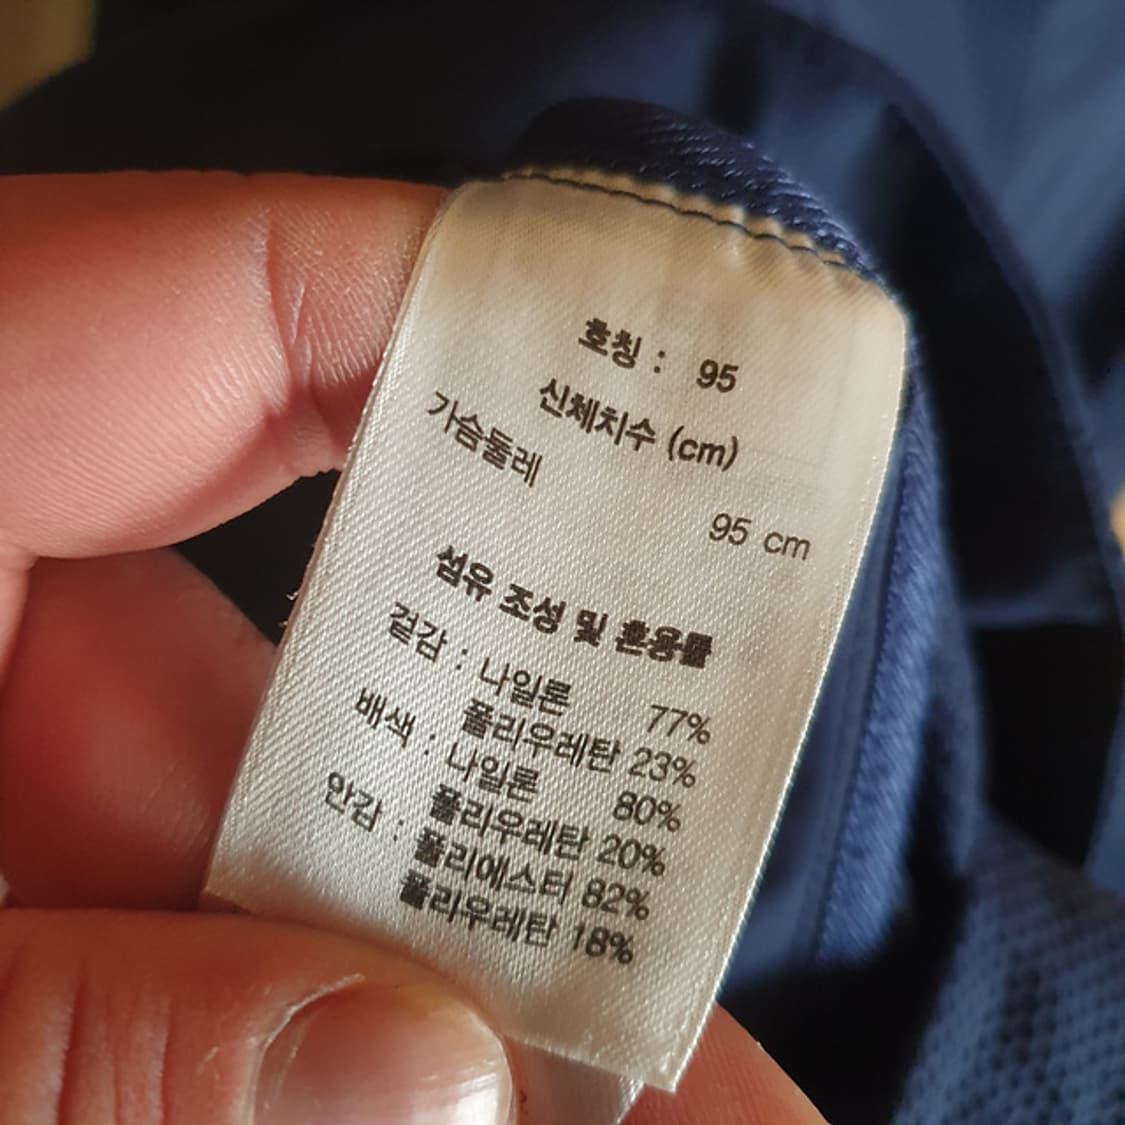 호칭 : 95
신체치수 (cm)
가슴둘레
95 cm
섬유 조성 및 혼용률
겉감 : 나일론 77%
폴리우레탄 23%
배색 : 나일론 80%
폴리우레탄 20%
안감 : 폴리에스터 82%
폴리우레탄 18%